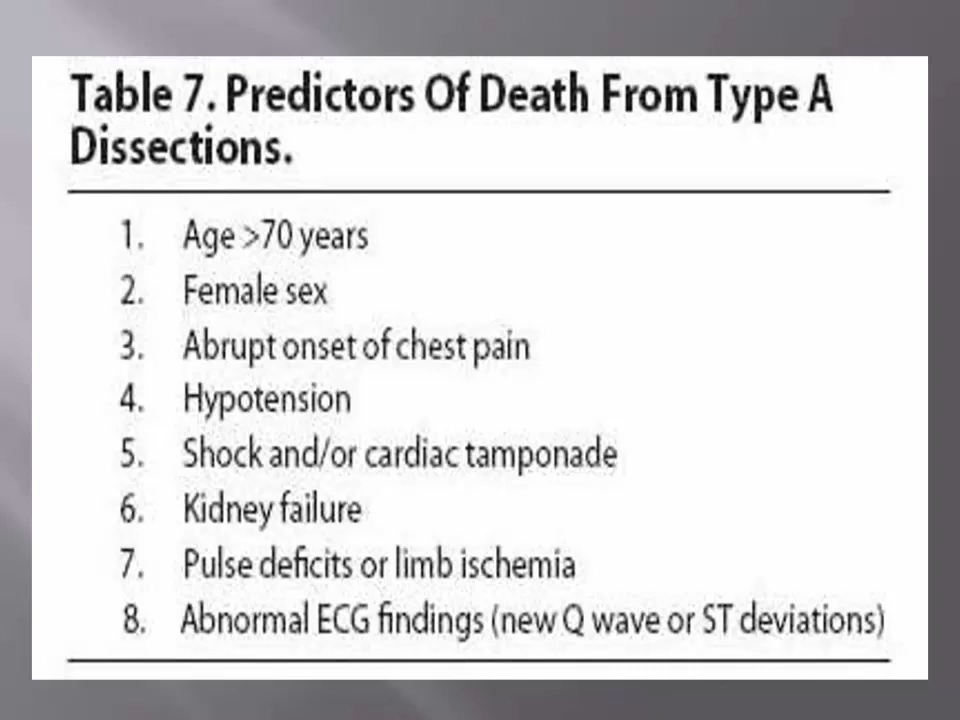 Table 7. Predictors Of Death From Type A
Dissections.
1. Age >70 years
2. Female sex
3. Abrupt onset of chest pain
4. Hypotension
5. Shock and/or cardiac tamponade
6. Kidney failure
7. Pulse deficits or limb ischemia
8. Abnormal ECG findings (new Q wave or ST deviations)